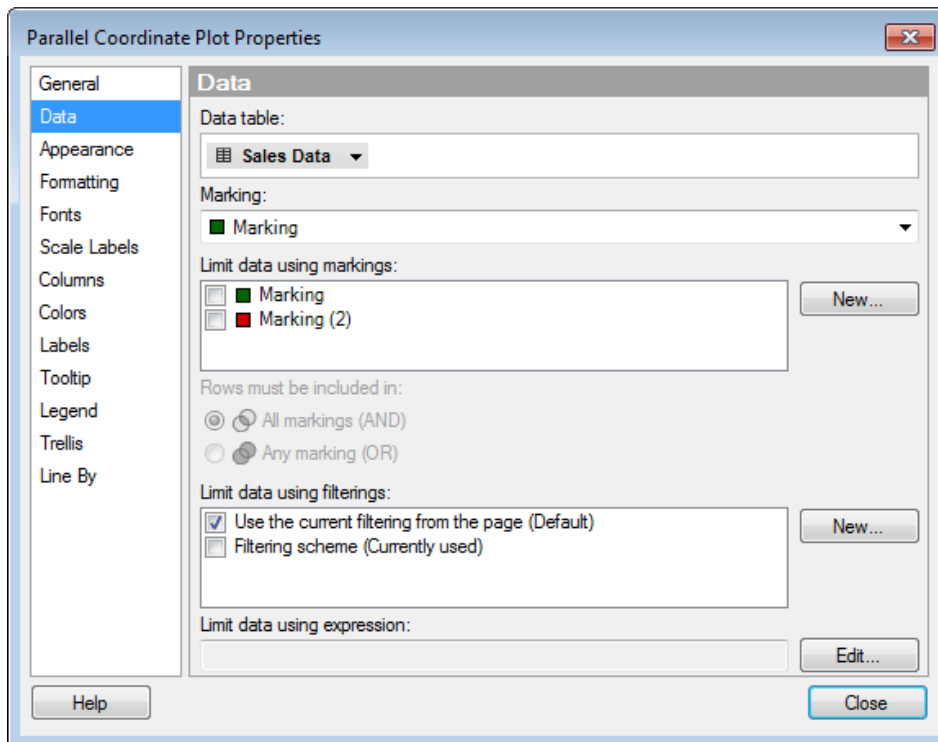 Parallel Coordinate Plot Properties
General
Data
Appearance
Formatting
Fonts
Scale Labels
Columns
Colors
Labels
Tooltip
Legend
Trellis
Line By
Data
Data table:
Sales Data
Marking:
Marking
Limit data using markings:
Marking
Marking (2)
New...
Rows must be included in:
All markings (AND)
Any marking (OR)
Limit data using filterings:
Use the current filtering from the page (Default)
Filtering scheme (Currently used)
New...
Limit data using expression:
Edit...
Help
Close